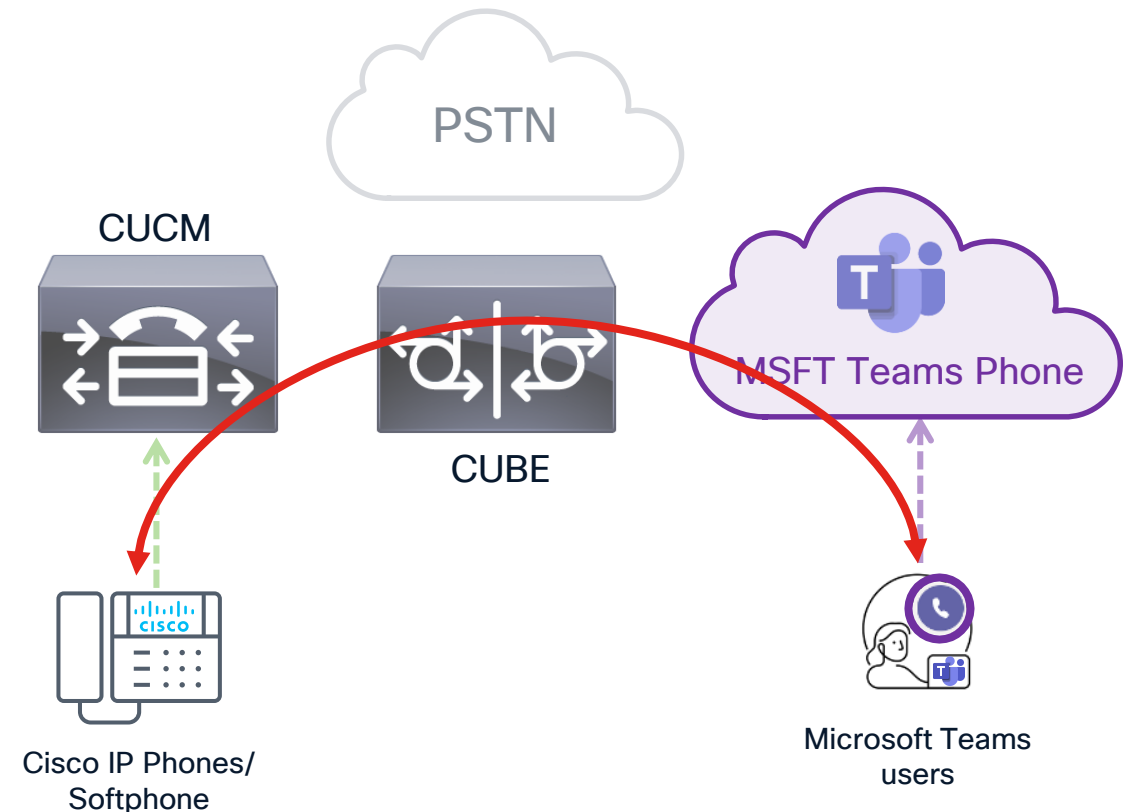 PSTN
CUCM
T
MSFT Teams Phone
CUBE
CISCO
T
Cisco IP Phones/
Softphone
Microsoft Teams
users